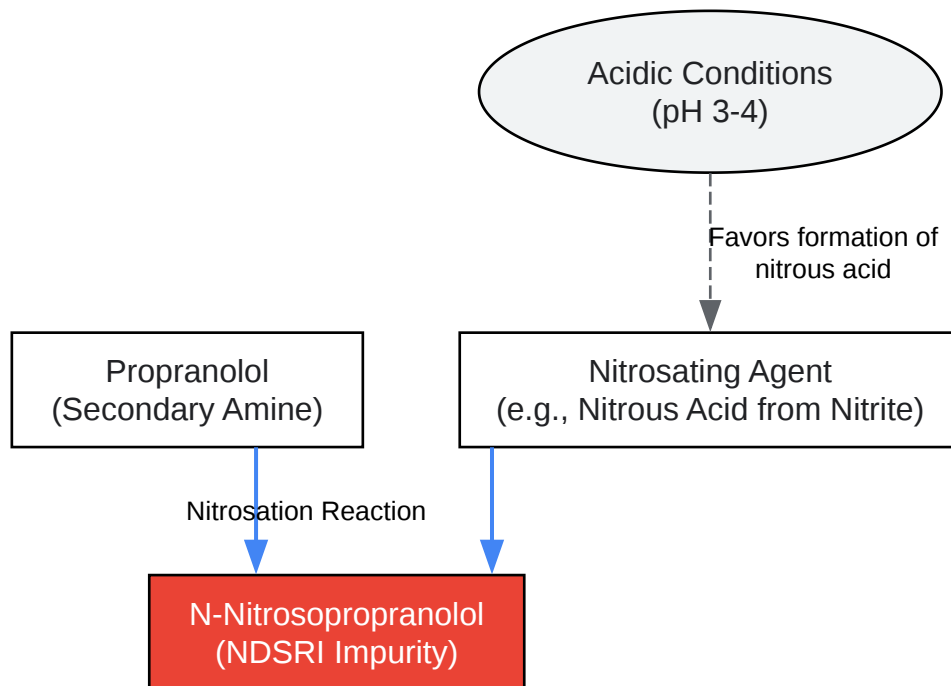 Acidic Conditions
(pH 3-4)
Favors formation of
nitrous acid
Propranolol
(Secondary Amine)
Nitrosating Agent
(e.g., Nitrous Acid from Nitrite)
Nitrosation Reaction
N-Nitrosopropranolol
(NDSRI Impurity)